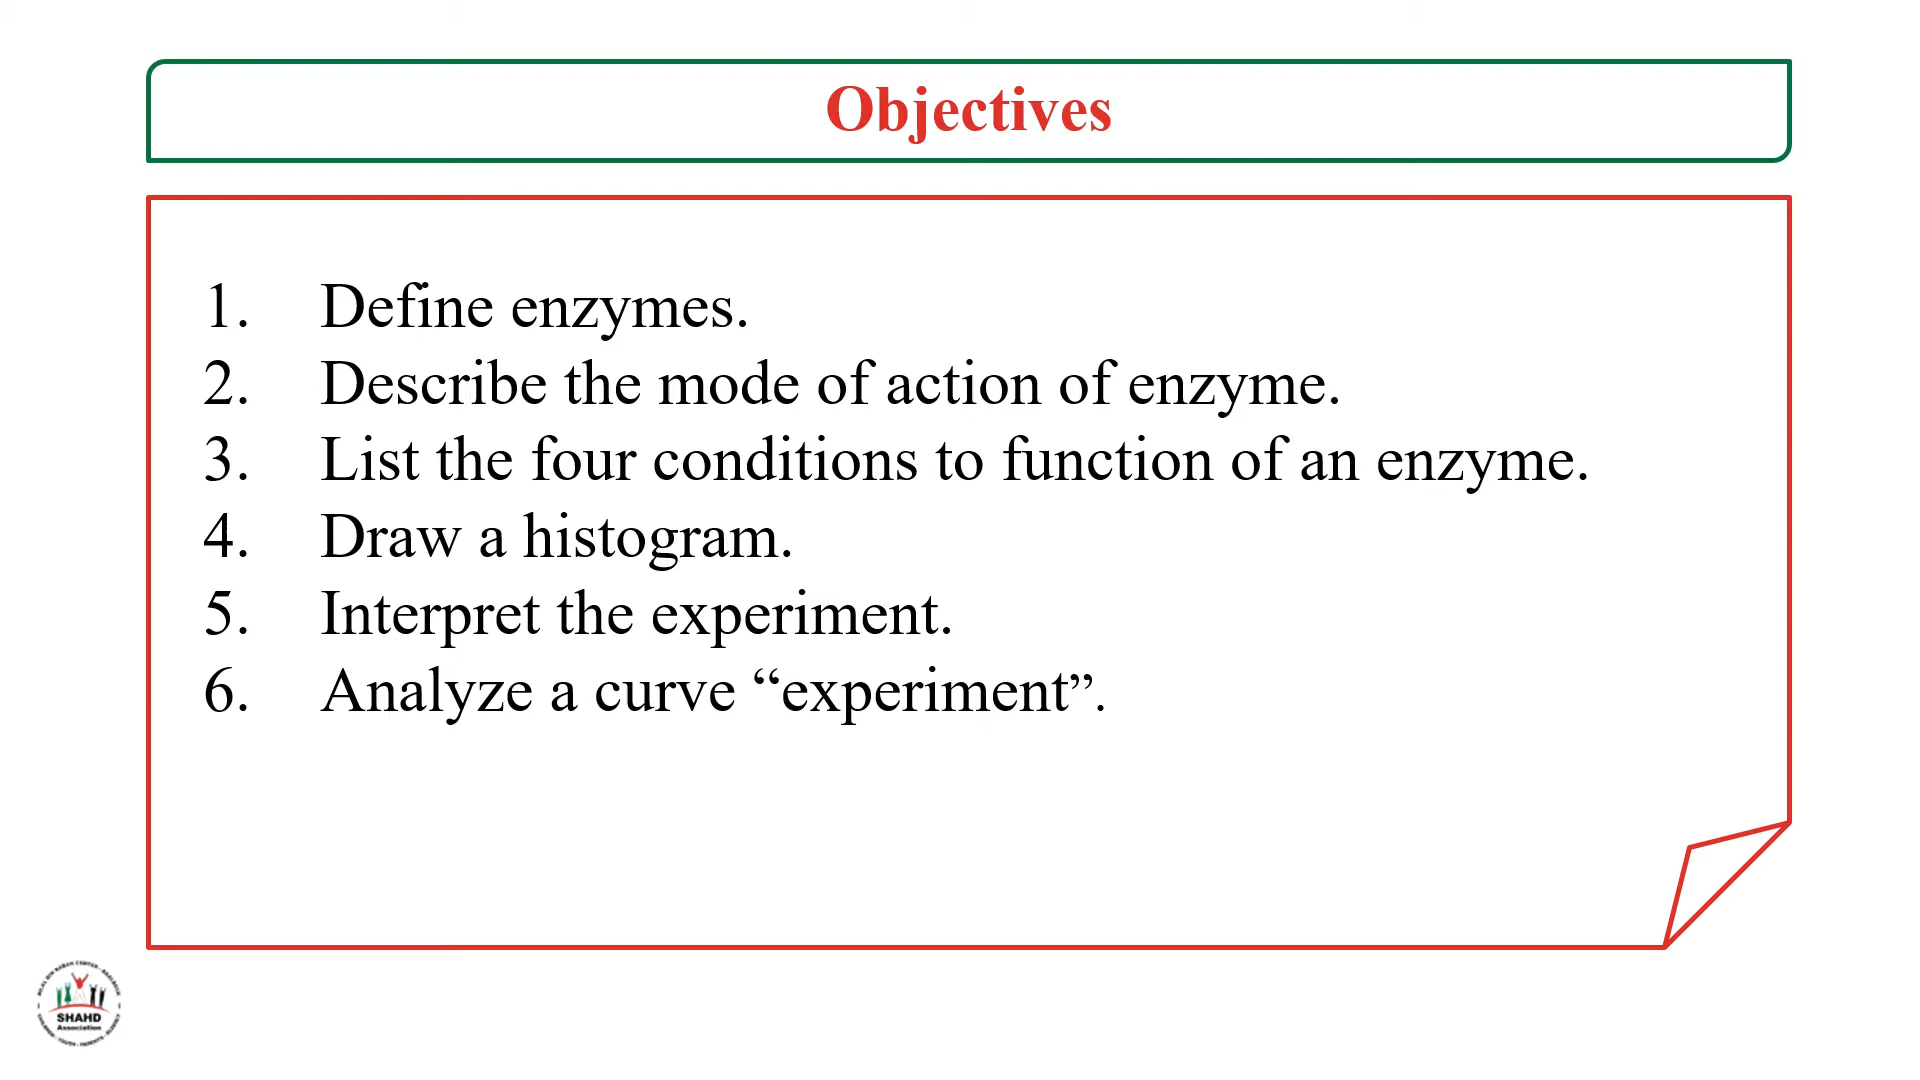 Objectives
1. Define enzymes.
2. Describe the mode of action of enzyme.
3. List the four conditions to function of an enzyme.
4. Draw a histogram.
5. Interpret the experiment.
6. Analyze a curve “experiment”.
SHAHD
Association